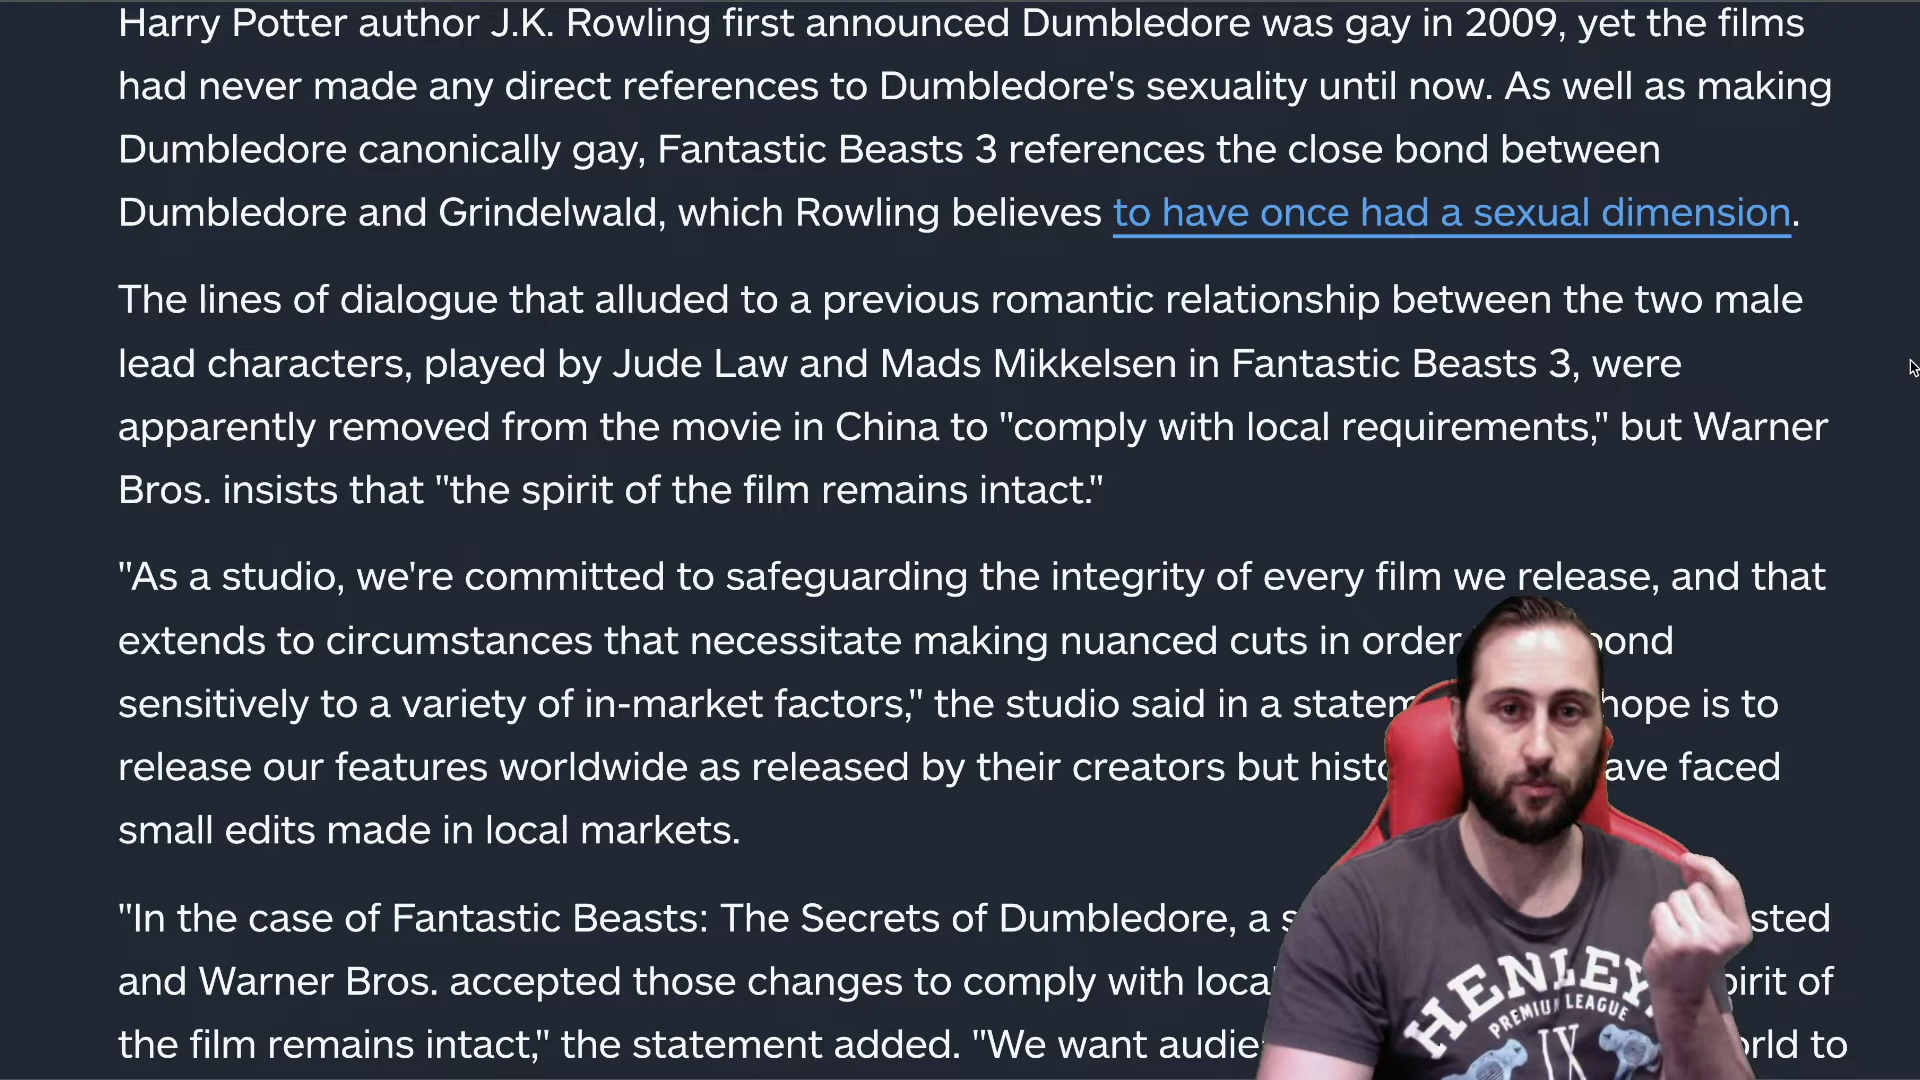 Harry Potter author J.K. Rowling first announced Dumbledore was gay in 2009, yet the films
had never made any direct references to Dumbledore's sexuality until now. As well as making
Dumbledore canonically gay, Fantastic Beasts 3 references the close bond between
Dumbledore and Grindelwald, which Rowling believes to have once had a sexual dimension.
The lines of dialogue that alluded to a previous romantic relationship between the two male
lead characters, played by Jude Law and Mads Mikkelsen in Fantastic Beasts 3, were
apparently removed from the movie in China to "comply with local requirements," but Warner
Bros. insists that "the spirit of the film remains intact."
"As a studio, we're committed to safeguarding the integrity of every film we release, and that
extends to circumstances that necessitate making nuanced cuts in order
sensitively to a variety of in-market factors," the studio said in a hope is to
release our features worldwide as released by their creators but faced
small edits made in local markets.
"In the case of Fantastic Beasts: The Secrets of Dumbledore, a
and Warner Bros. accepted those changes to comply with of
the film remains intact," the statement added. "We want to
HENLEYS
PREMIUM LEAGUE
IX